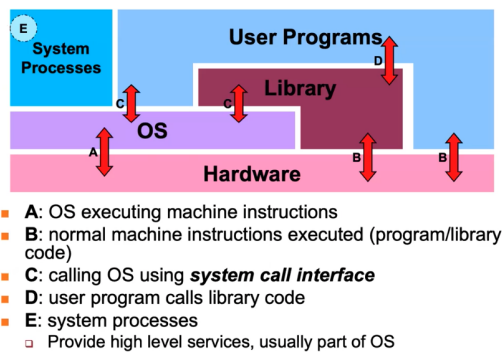 E
System
Processes
User Programs
D
Library
C
C
OS
A
B
B
Hardware
A: OS executing machine instructions
B: normal machine instructions executed (program/library
code)
C: calling OS using system call interface
D: user program calls library code
E: system processes
Provide high level services, usually part of OS